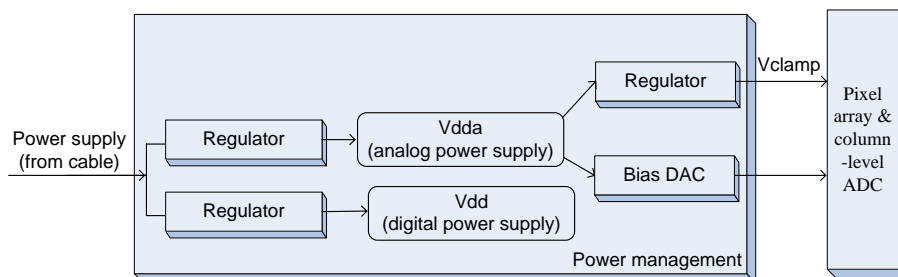 Power supply
(from cable)
Regulator
Regulator
Vdda
(analog power supply)
Vdd
(digital power supply)
Regulator
Bias DAC
Power management
Vclamp
Pixel
array &
column
-level
ADC